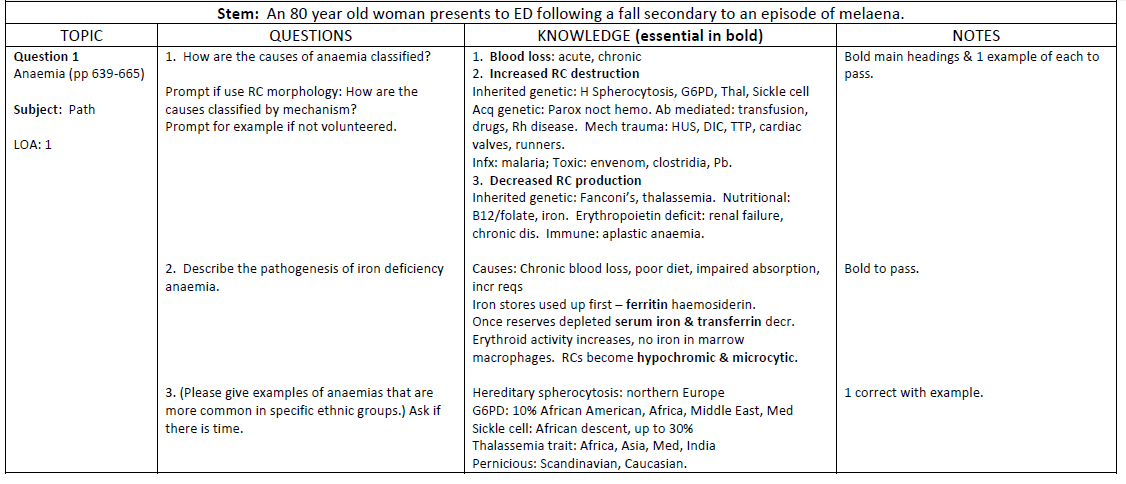 Stem: An 80 year old woman presents to ED following a fall secondary to an episode of melaena.
TOPIC
QUESTIONS
KNOWLEDGE (essential in bold)
NOTES
Question 1
Anaemia (pp 639-665)
Subject: Path
LOA: 1
1. How are the causes of anaemia classified?
Prompt if use RC morphology: How are the
causes classified by mechanism?
Prompt for example if not volunteered.
1. Blood loss: acute, chronic
2. Increased RC destruction
Inherited genetic: H Spherocytosis, G6PD, Thal, Sickle cell
Acq genetic: Parox noct hemo. Ab mediated: transfusion,
drugs, Rh disease. Mech trauma: HUS, DIC, TTP, cardiac
valves, runners.
Infx: malaria; Toxic: envenom, clostridia, Pb.
3. Decreased RC production
Inherited genetic: Fanconi's, thalassemia. Nutritional:
B12/folate, iron. Erythropoietin deficit: renal failure,
chronic dis. Immune: aplastic anaemia.
Bold main headings & 1 example of each to
pass.
2. Describe the pathogenesis of iron deficiency
anaemia.
Causes: Chronic blood loss, poor diet, impaired absorption,
incr reqs
Iron stores used up first – ferritin haemosiderin.
Once reserves depleted serum iron & transferrin decr.
Erythroid activity increases, no iron in marrow
macrophages. RCs become hypochromic & microcytic.
Bold to pass.
3. (Please give examples of anaemias that are
more common in specific ethnic groups.) Ask if
there is time.
Hereditary spherocytosis: northern Europe
G6PD: 10% African American, Africa, Middle East, Med
Sickle cell: African descent, up to 30%
Thalassemia trait: Africa, Asia, Med, India
Pernicious: Scandinavian, Caucasian.
1 correct with example.